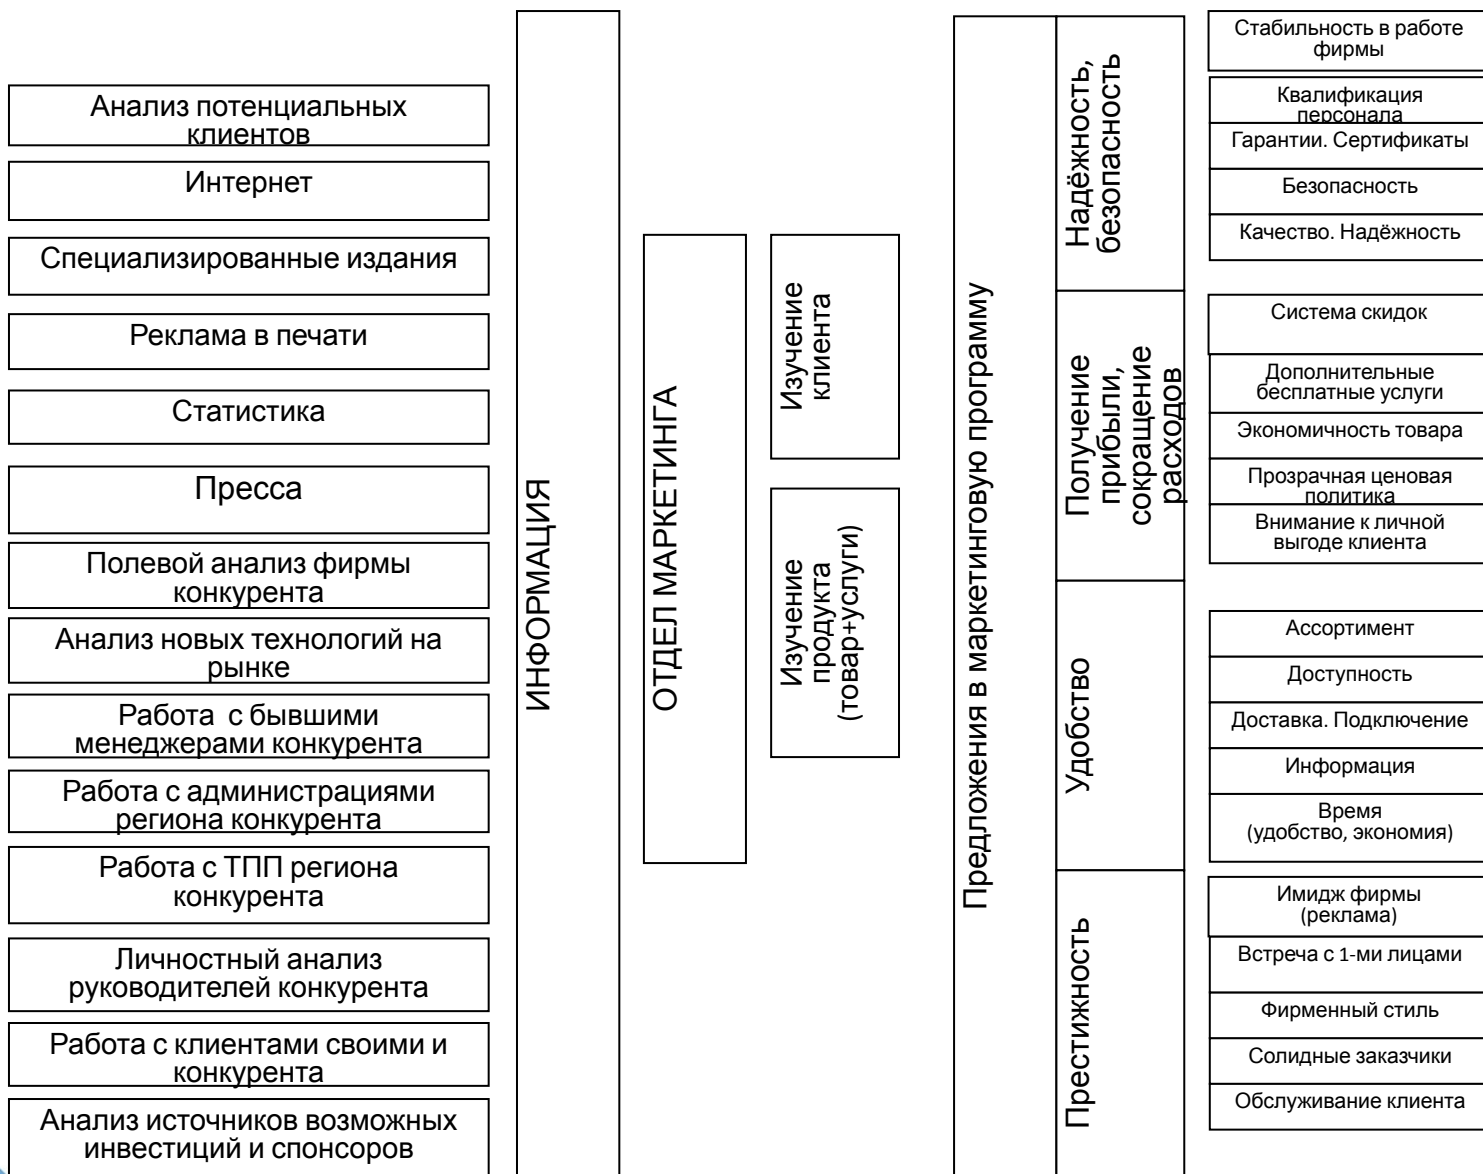 Анализ потенциальных
клиентов
Интернет
Специализированные издания
Реклама в печати
Статистика
Пресса
Полевой анализ фирмы
конкурента
Анализ новых технологий на
рынке
Работа с бывшими
менеджерами конкурента
Работа с администрациями
региона конкурента
Работа с ТПП региона
конкурента
Личностный анализ
руководителей конкурента
Работа с клиентами своими и
конкурента
Анализ источников возможных
инвестиций и спонсоров
ИНФОРМАЦИЯ
ОТДЕЛ МАРКЕТИНГА
Изучение
клиента
Изучение
продукта
(товар+услуги)
Предложения в маркетинговую программу
Надёжность,
безопасность
Стабильность в работе
фирмы
Квалификация
персонала
Гарантии. Сертификаты
Безопасность
Качество. Надёжность
Получение
прибыли,
сокращение
расходов
Система скидок
Дополнительные
бесплатные услуги
Экономичность товара
Прозрачная ценовая
политика
Внимание к личной
выгоде клиента
Удобство
Ассортимент
Доступность
Доставка. Подключение
Информация
Время
(удобство, экономия)
Престижность
Имидж фирмы
(реклама)
Встреча с 1-ми лицами
Фирменный стиль
Солидные заказчики
Обслуживание клиента